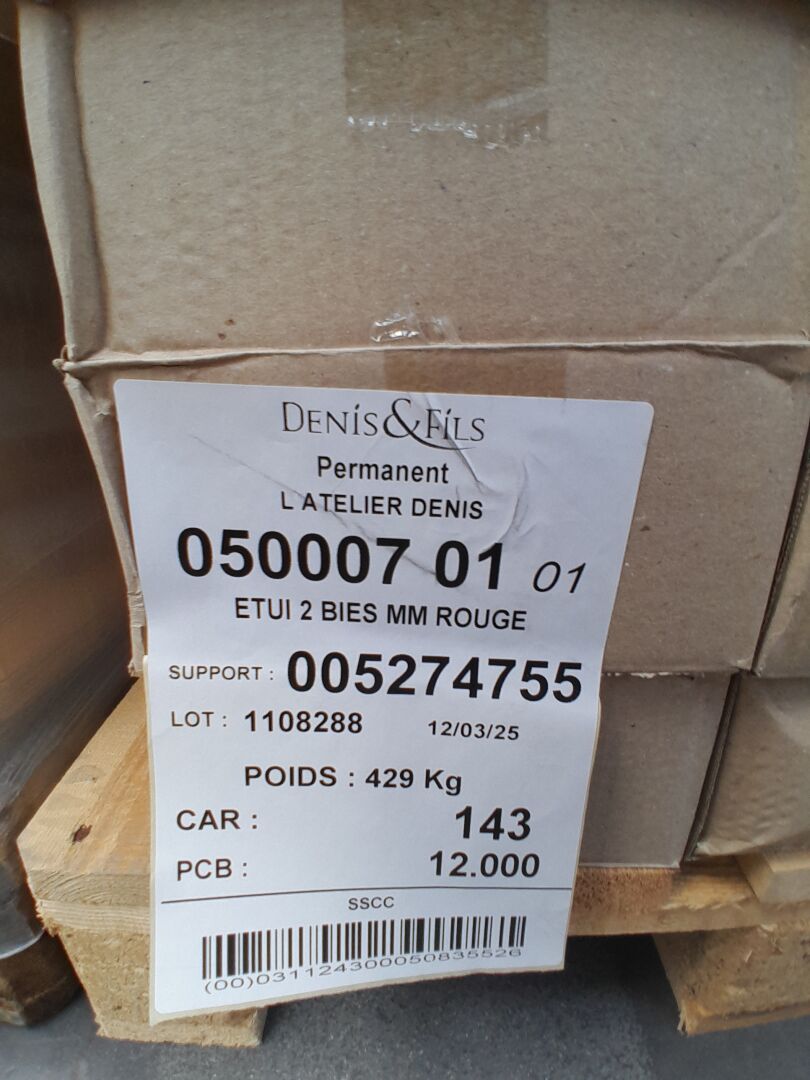 DENIS&FILS
Permanent
L ATELIER DENIS
050007 01 01
ETUI 2 BIES MM ROUGE
SUPPORT : 005274755
LOT : 1108288 12/03/25
POIDS : 429 Kg
CAR : 143
PCB : 12.000
SSCC
(00)031124300050835526